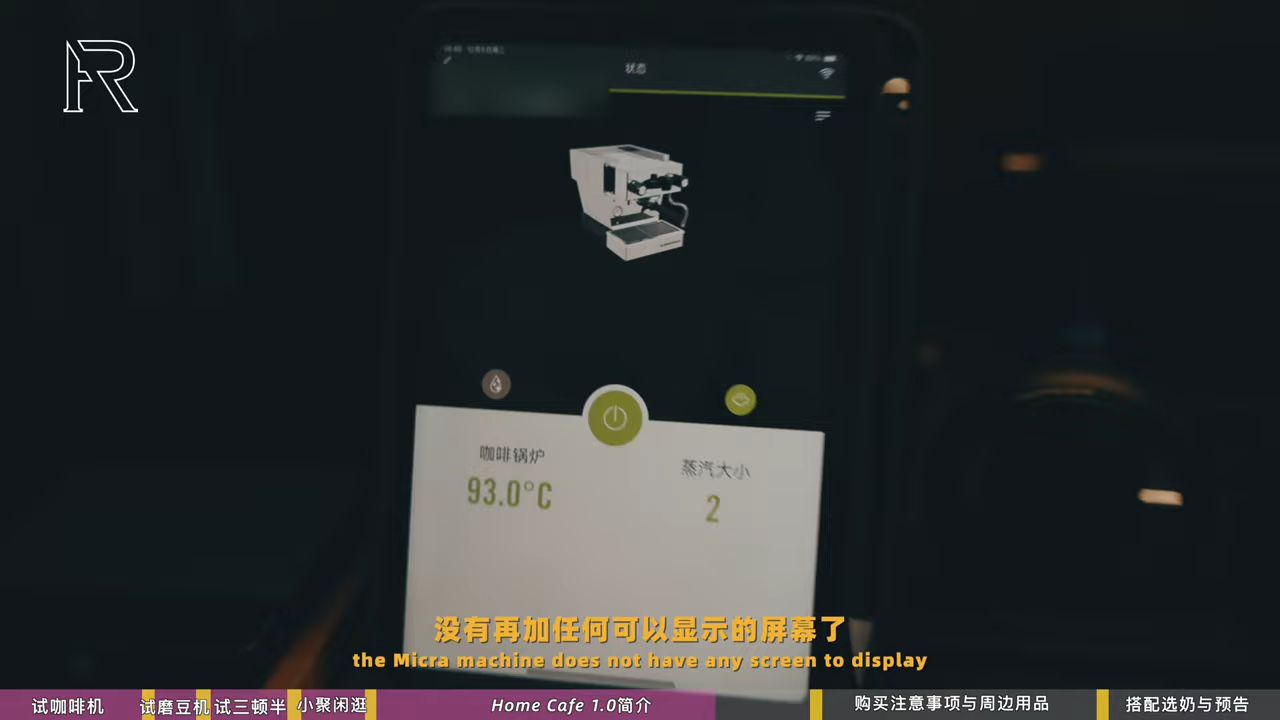 状态
咖啡锅炉
蒸汽大小
93.0°C
2
没有再加任何可以显示的屏幕了
the Micra machine does not have any screen to display
试咖啡机
试磨豆机
试三顿半
小聚闲逛
Home Cafe 1.0简介
购买注意事项与周边用品
搭配选奶与预告